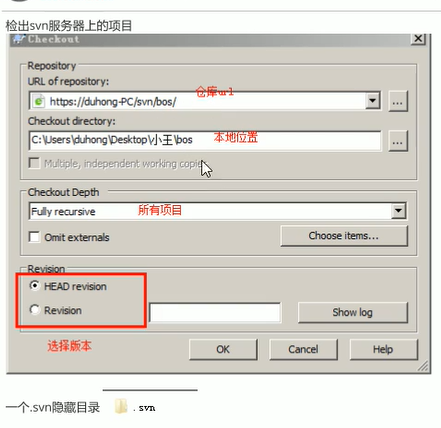 检出svn服务器上的项目
Checkout
Repository
URL of repository:
仓库url
https://duhong-PC/svn/bos/
...
Checkout directory:
C:\Users\duhong\Desktop\小王\bos
本地位置
...
Multiple, independent working copies
Checkout Depth
Fully recursive
所有项目
Omit externals
Choose items...
Revision
HEAD revision
Revision
Show log
选择版本
OK
Cancel
Help
一个.svn隐藏目录
.svn